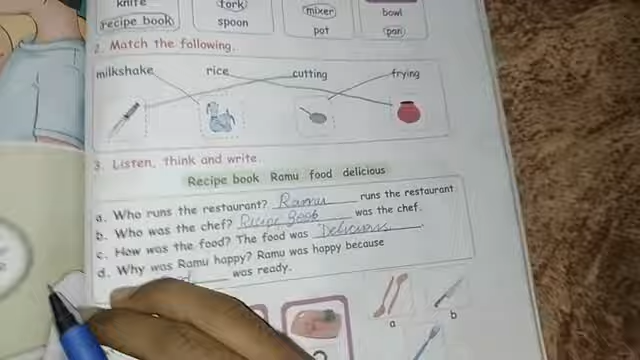 knife fork mixer bowl
recipe book spoon pot pan
2. Match the following.
milkshake rice cutting frying
3. Listen, think and write.
Recipe book Ramu food delicious
a. Who runs the restaurant? Ramu runs the restaurant
b. Who was the chef? Recipe Book was the chef.
c. How was the food? The food was Delicious.
d. Why was Ramu happy? Ramu was happy because
was ready.
a b